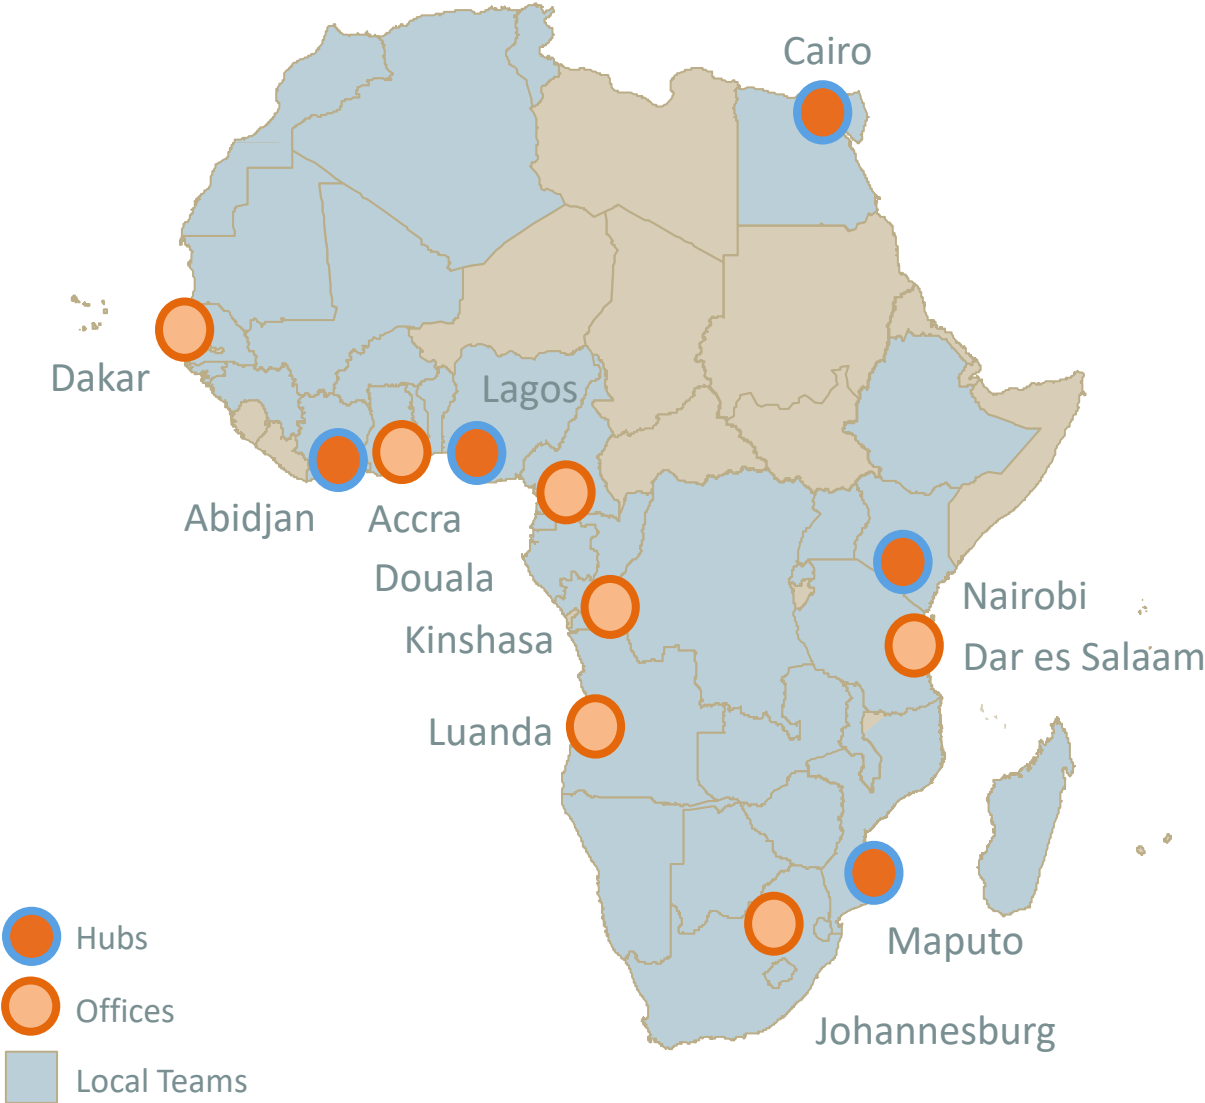 Cairo
Dakar
Lagos
Abidjan
Accra
Douala
Nairobi
Kinshasa
Dar es Salaam
Luanda
Maputo
Hubs
Offices
Johannesburg
Local Teams